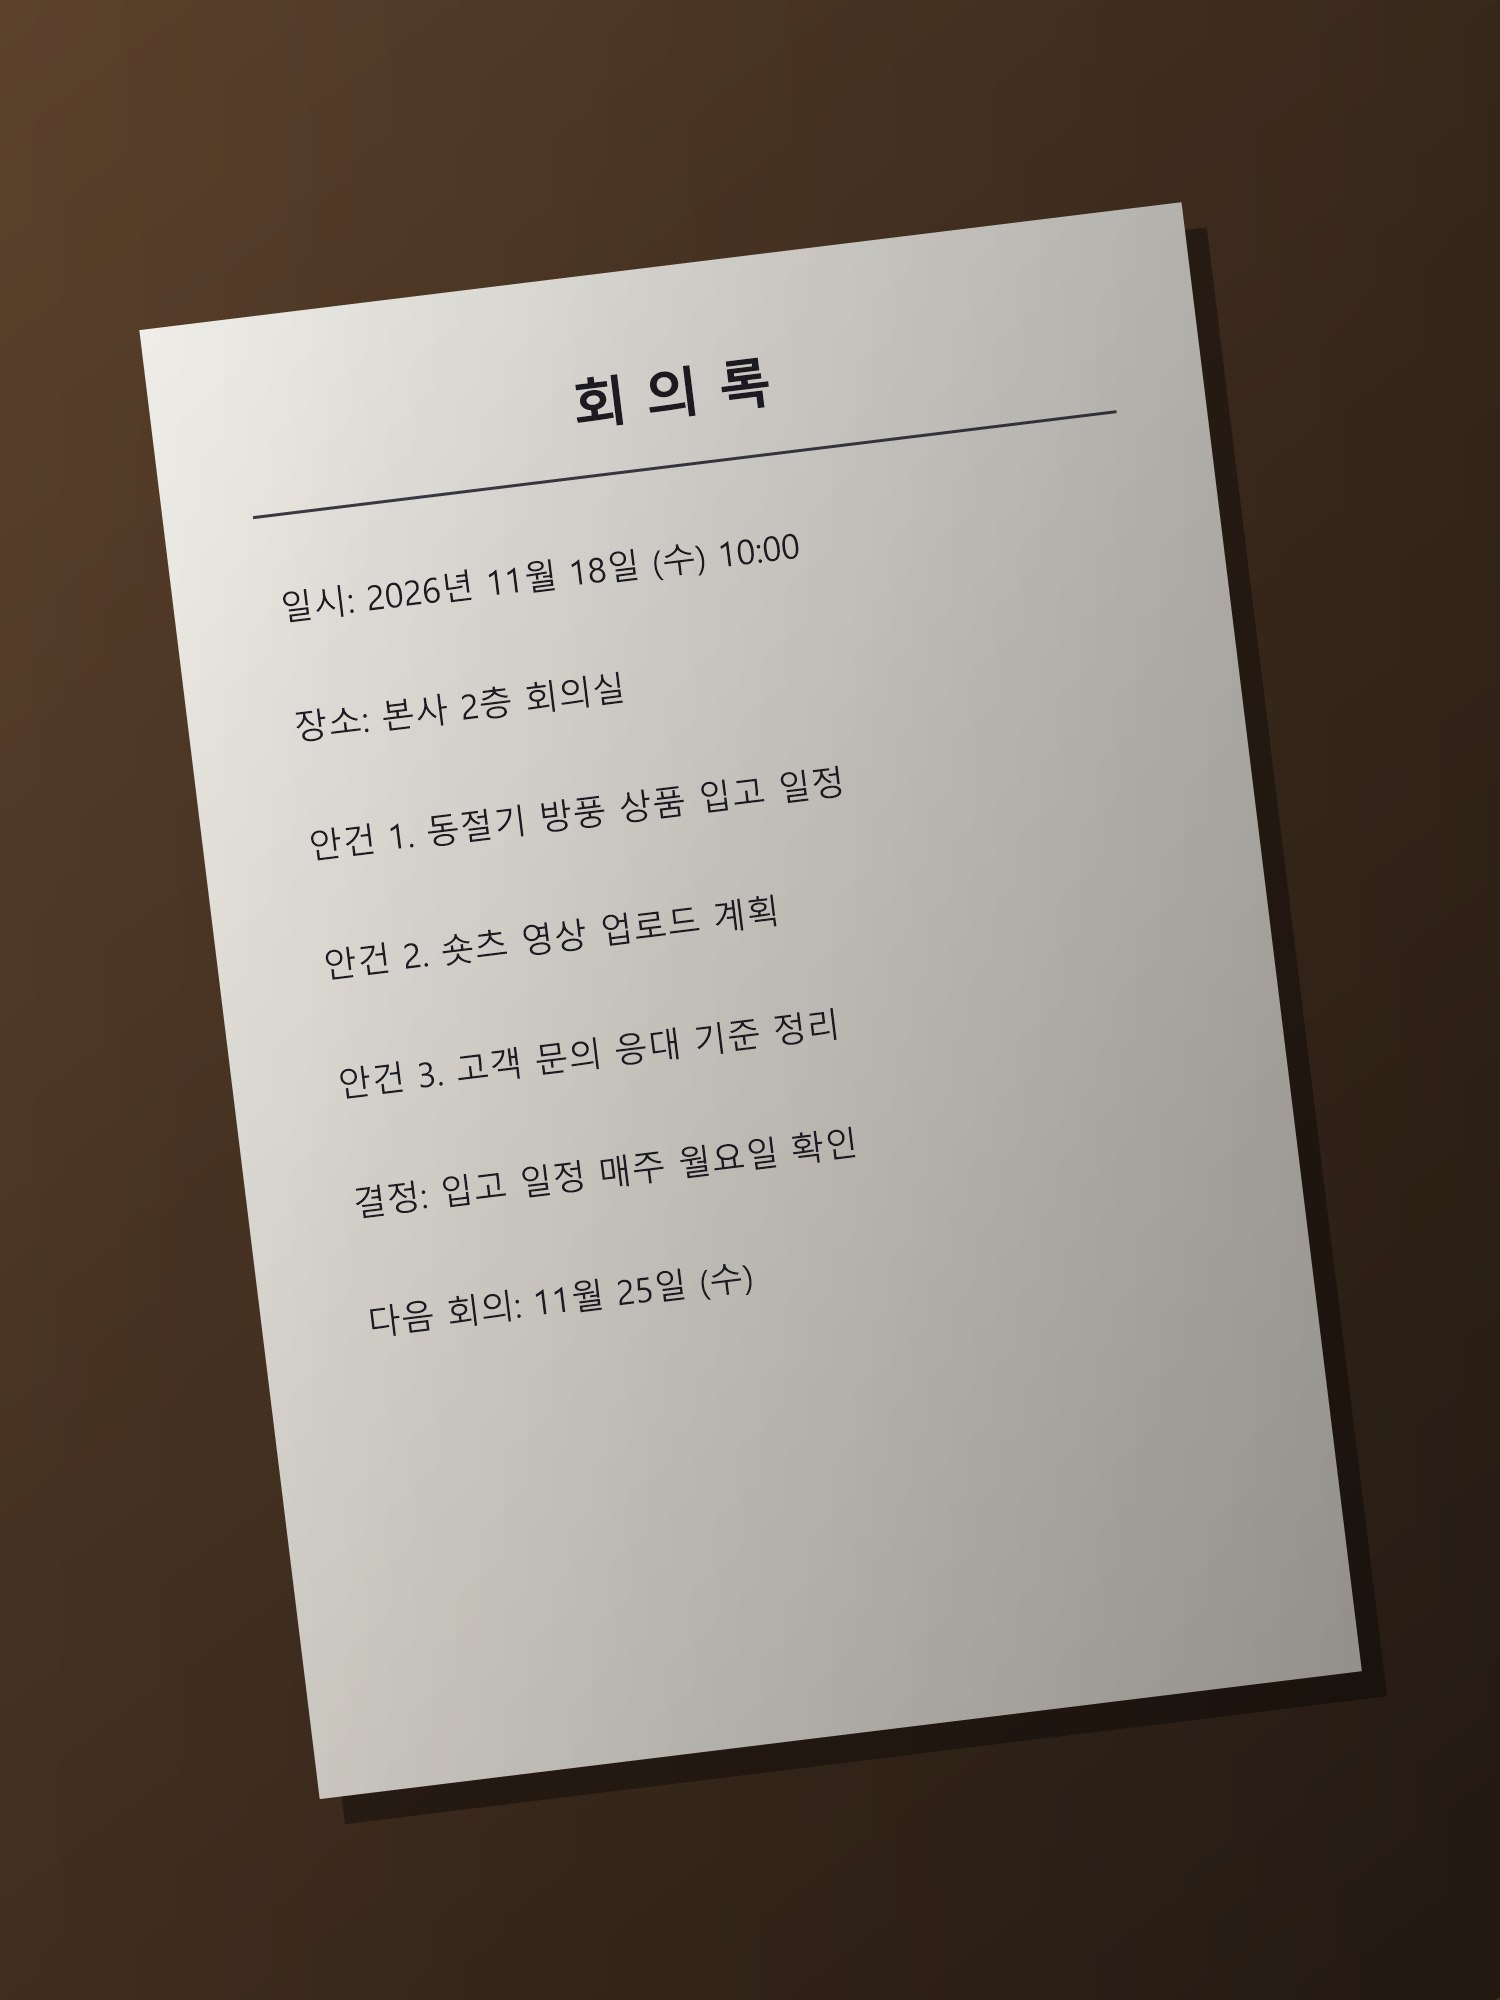 회 의 록
일시: 2026년 11월 18일 (수) 10:00
장소: 본사 2층 회의실
안건 1. 동절기 방풍 상품 입고 일정
안건 2. 숏츠 영상 업로드 계획
안건 3. 고객 문의 응대 기준 정리
결정: 입고 일정 매주 월요일 확인
다음 회의: 11월 25일 (수)